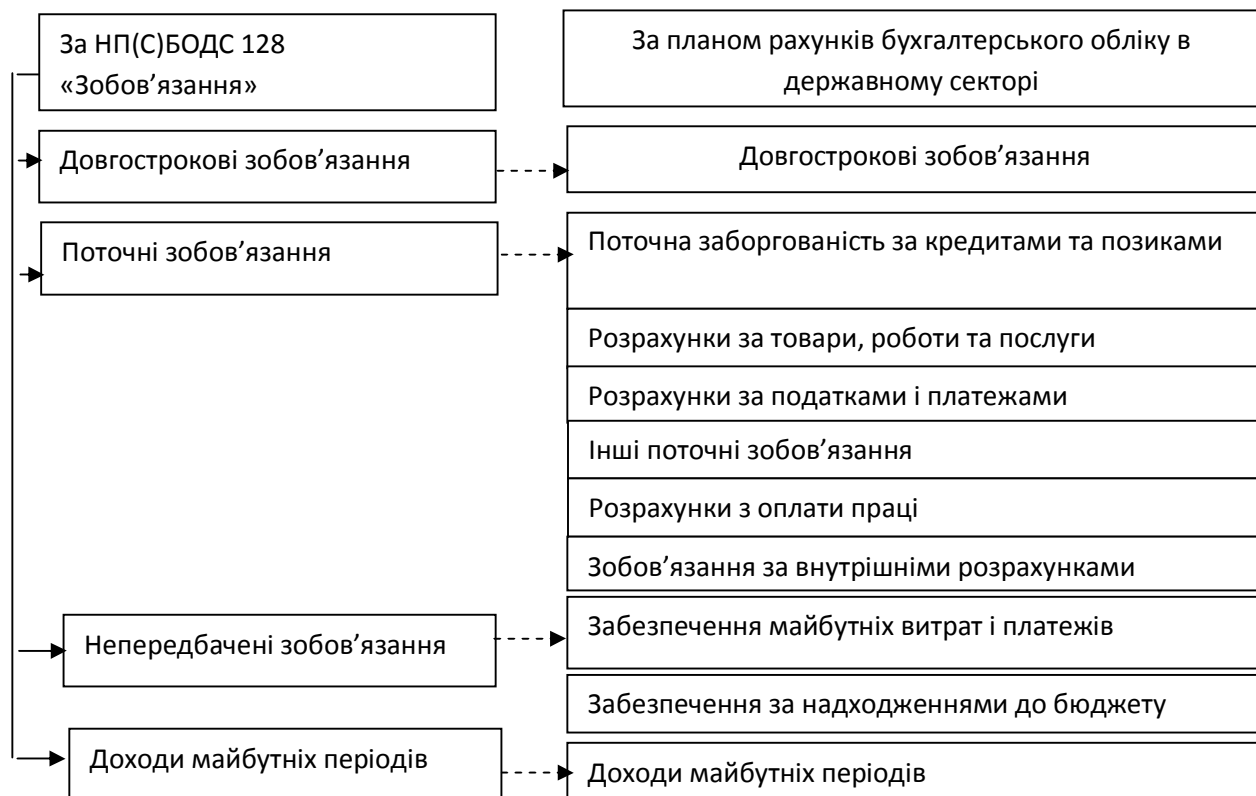 За НП(С)БОДС 128
«Зобов’язання»
За планом рахунків бухгалтерського обліку в
державному секторі
Довгострокові зобов’язання
Довгострокові зобов’язання
Поточні зобов’язання
Поточна заборгованість за кредитами та позиками
Розрахунки за товари, роботи та послуги
Розрахунки за податками і платежами
Інші поточні зобов’язання
Розрахунки з оплати праці
Зобов’язання за внутрішніми розрахунками
Непередбачені зобов’язання
Забезпечення майбутніх витрат і платежів
Забезпечення за надходженнями до бюджету
Доходи майбутніх періодів
Доходи майбутніх періодів